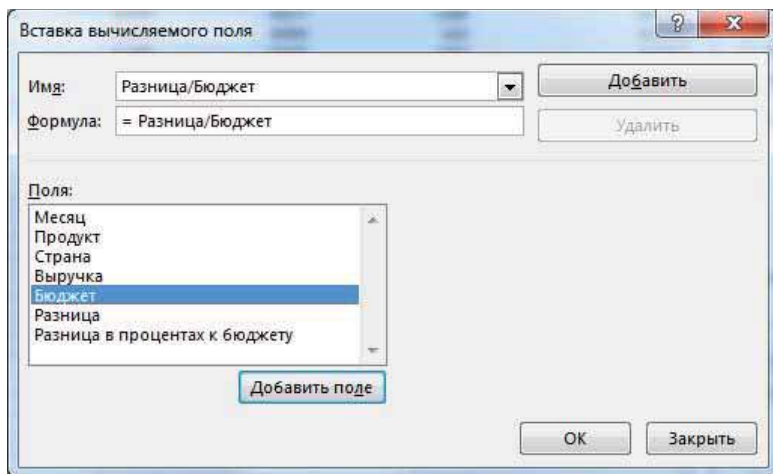 Вставка вычисляемого поля
Имя: Разница/Бюджет Добавить
Формула: = Разница/Бюджет Удалить
Поля:
Месяц
Продукт
Страна
Выручка
Бюджет
Разница
Разница в процентах к бюджету
Добавить поле
ОК Закрыть